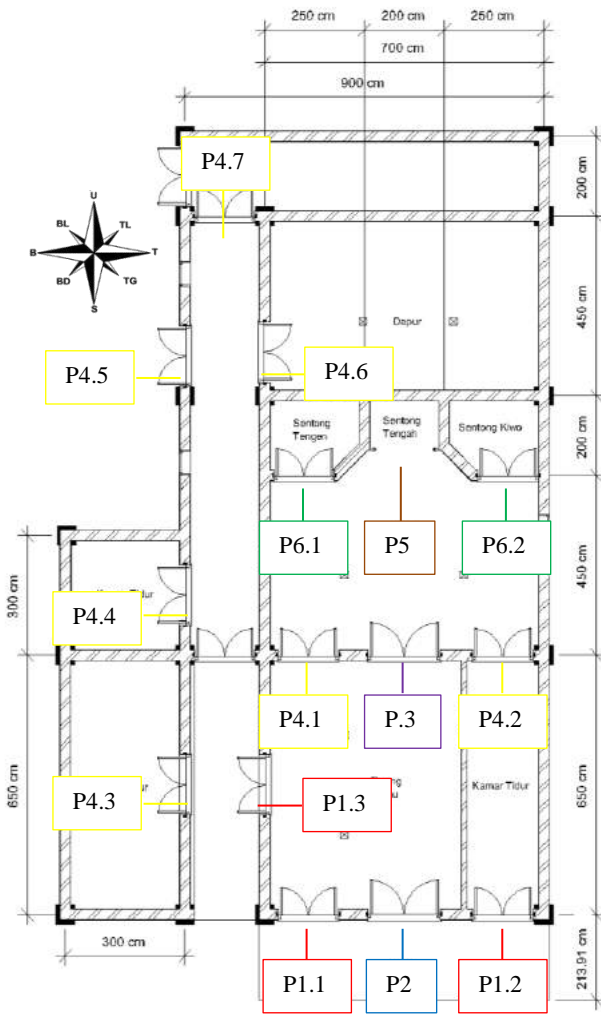 250 cm
200 cm
250 cm
700 cm
900 cm
P4.7
200 cm
U
BL
TL
B
T
BD
TG
S
450 cm
Dapur
P4.5
P4.6
Sentong
Tengen
Sentong
Tengah
Sentong Kiwo
200 cm
P6.1
P5
P6.2
450 cm
300 cm
P4.4
P4.1
P.3
P4.2
650 cm
P4.3
P1.3
Kamar Tidur
650 cm
300 cm
P1.1
P2
P1.2
213.91 cm